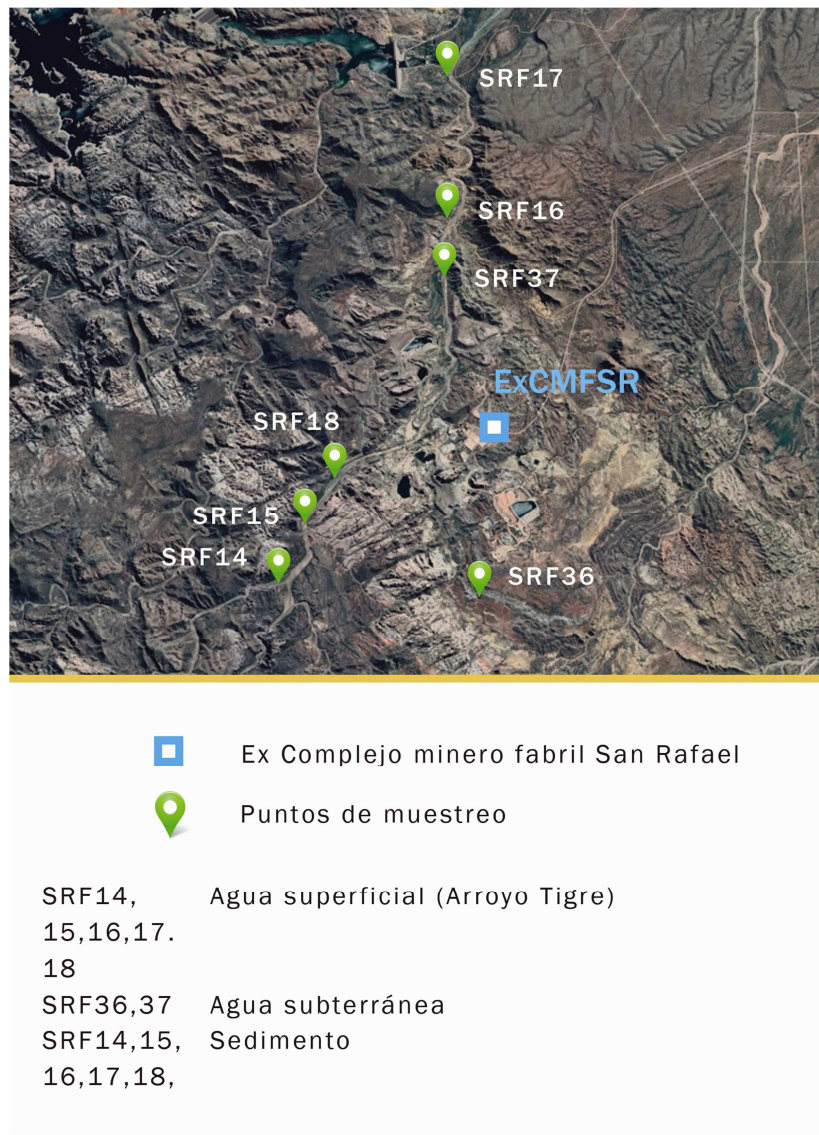 SRF17
SRF16
SRF37
ExCMFSR
SRF18
SRF15
SRF14
SRF36
Ex Complejo minero fabril San Rafael
Puntos de muestreo
SRF14, Agua superficial (Arroyo Tigre)
15,16,17.
18
SRF36,37 Agua subterránea
SRF14,15, Sedimento
16,17,18,